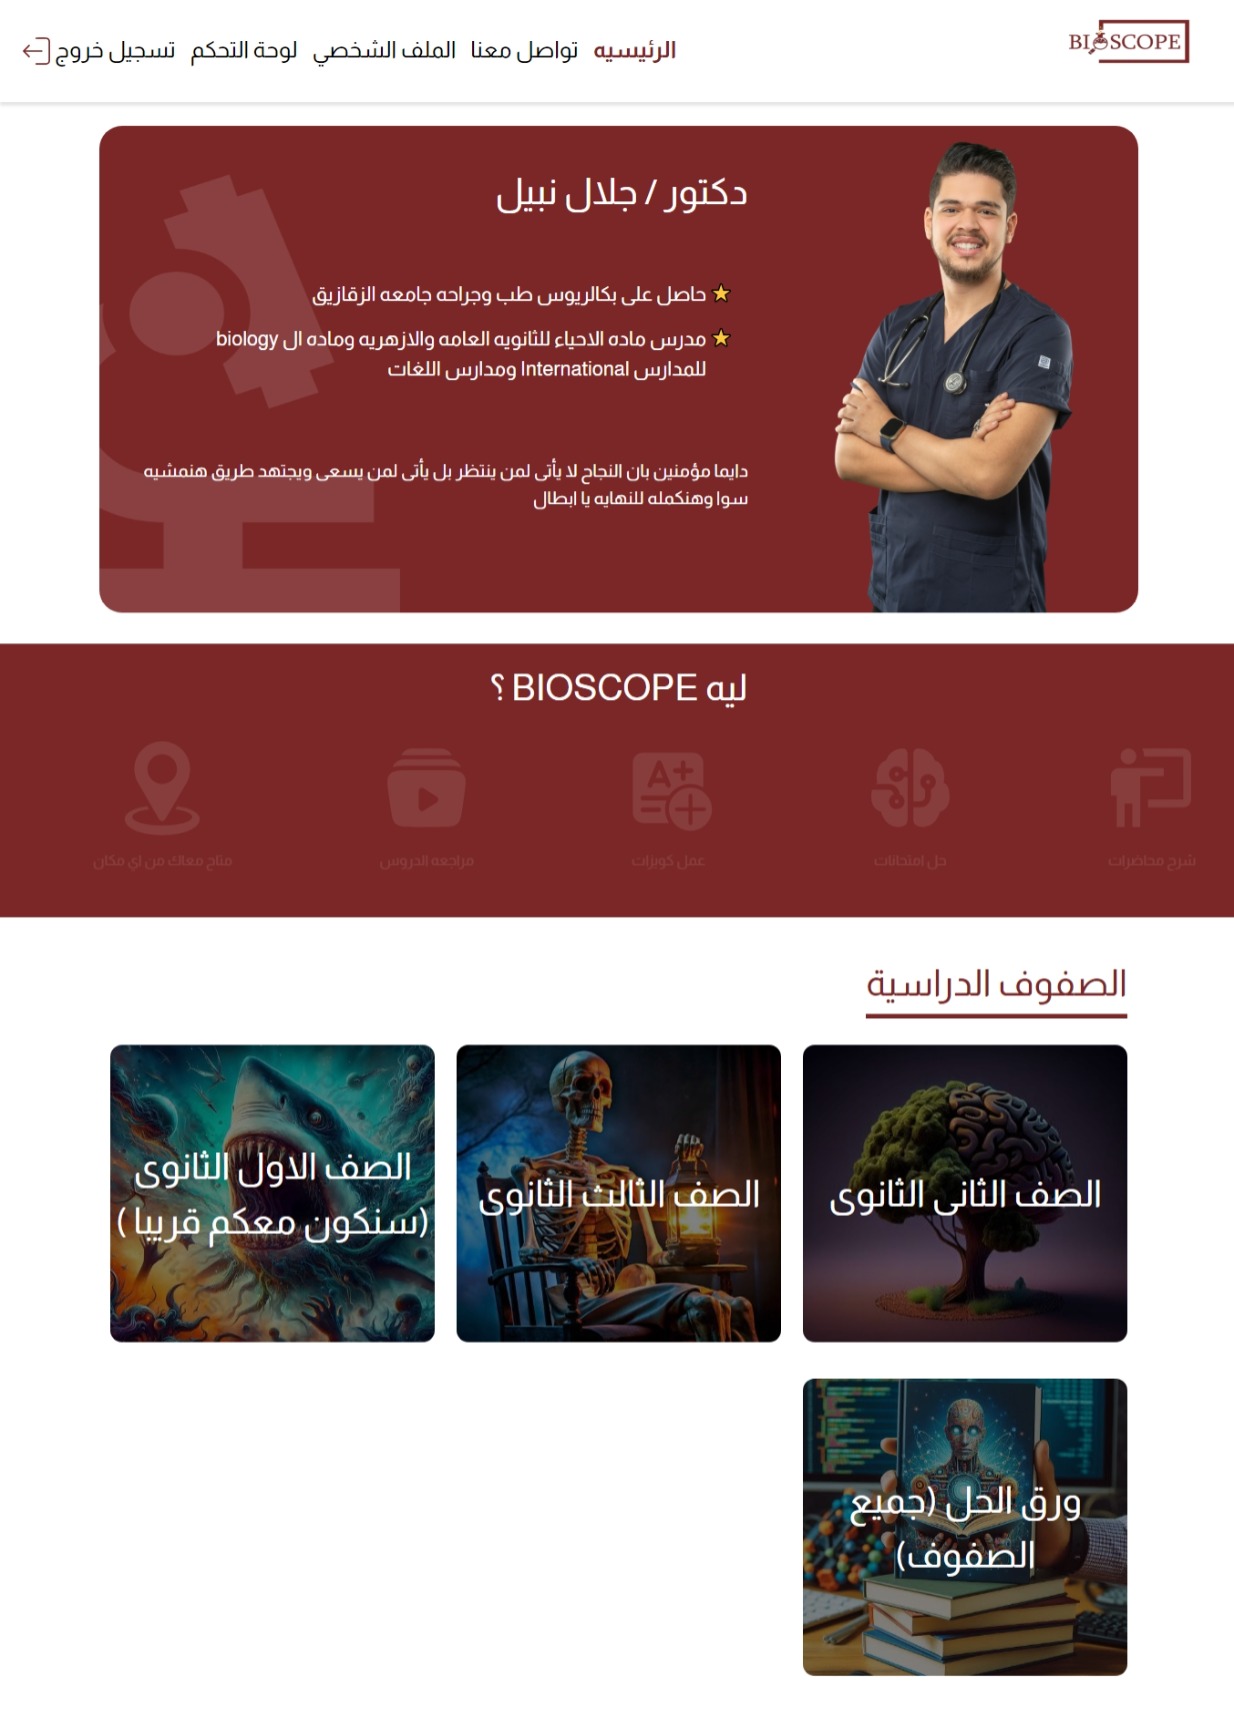 BIOSCOPE
الرئيسيه تواصل معنا الملف الشخصي لوحة التحكم تسجيل خروج
دكتور / جلال نبيل
حاصل على بكالريوس طب وجراحه جامعه الزقازيق
مدرس ماده الاحياء للثانويه العامه والازهريه وماده ال biology
للمدارس International ومدارس اللغات
دايما مؤمنين بان النجاح لا يأتى لمن ينتظر بل يأتى لمن يسعى ويجتهد طريق هنمشيه
سوا وهنكمله للنهايه يا ابطال
ليه BIOSCOPE ؟
شرح محاضرات
حل امتحانات
عمل كويزات
مراجعه الدروس
متاح معاك من اي مكان
الصفوف الدراسية
الصف الثانى الثانوى
الصف الثالث الثانوى
الصف الاول الثانوى
(سنكون معكم قريبا )
ورق الحل (جميع
الصفوف)